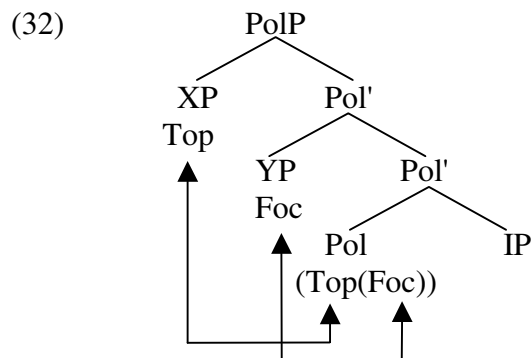 (32) PolP
XP Pol'
Top
YP Pol'
Foc
Pol IP
(Top(Foc))